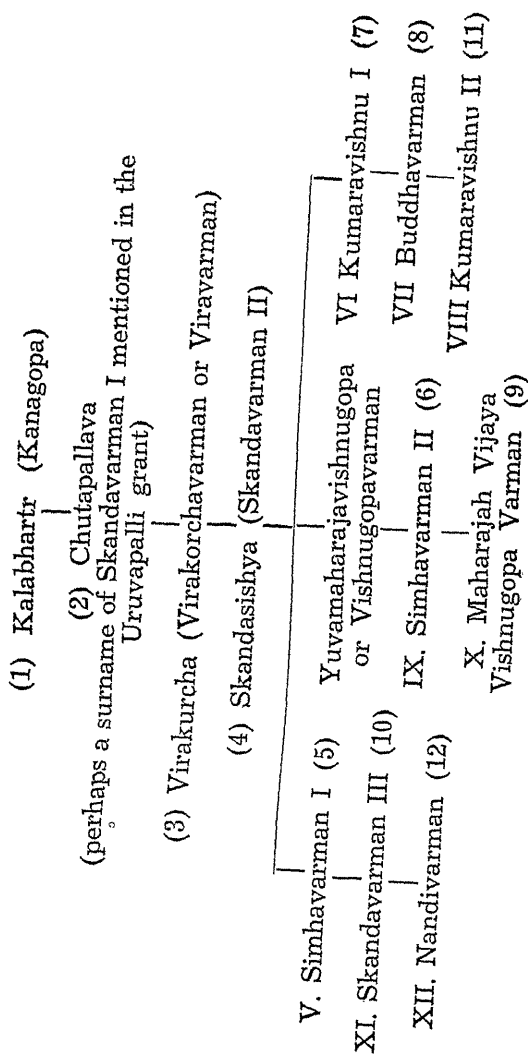 (1) Kalabhartr (Kanagopa)
(2) Chutapallava
(perhaps a surname of Skandavarman I mentioned in the
Uruvapalli grant)
(3) Virakurcha (Virakorchavarman or Viravarman)
(4) Skandasishya (Skandavarman II)
V. Simhavarman I (5)
XI. Skandavarman III (10)
XII. Nandivarman (12)
Yuvamaharajavishnugopa
or Vishnugopavarman
IX. Simhavarman II (6)
X. Maharajah Vijaya
Vishnugopa Varman (9)
VI Kumaravishnu I (7)
VII Buddhavarman (8)
VIII Kumaravishnu II (11)